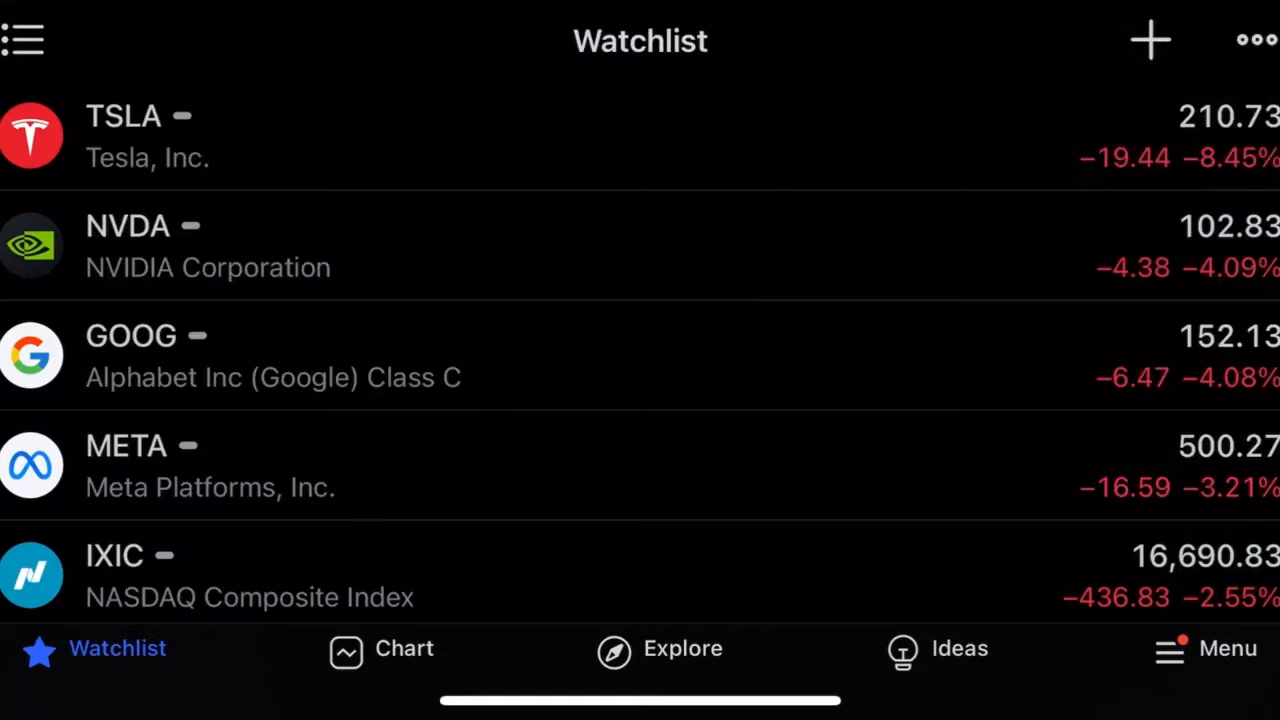 Watchlist
TSLA
210.73
Tesla, Inc.
−19.44 −8.45%
NVDA
102.83
NVIDIA Corporation
−4.38 −4.09%
GOOG
152.13
Alphabet Inc (Google) Class C
−6.47 −4.08%
META
500.27
Meta Platforms, Inc.
−16.59 −3.21%
IXIC
16,690.83
NASDAQ Composite Index
−436.83 −2.55%
Watchlist Chart Explore Ideas Menu